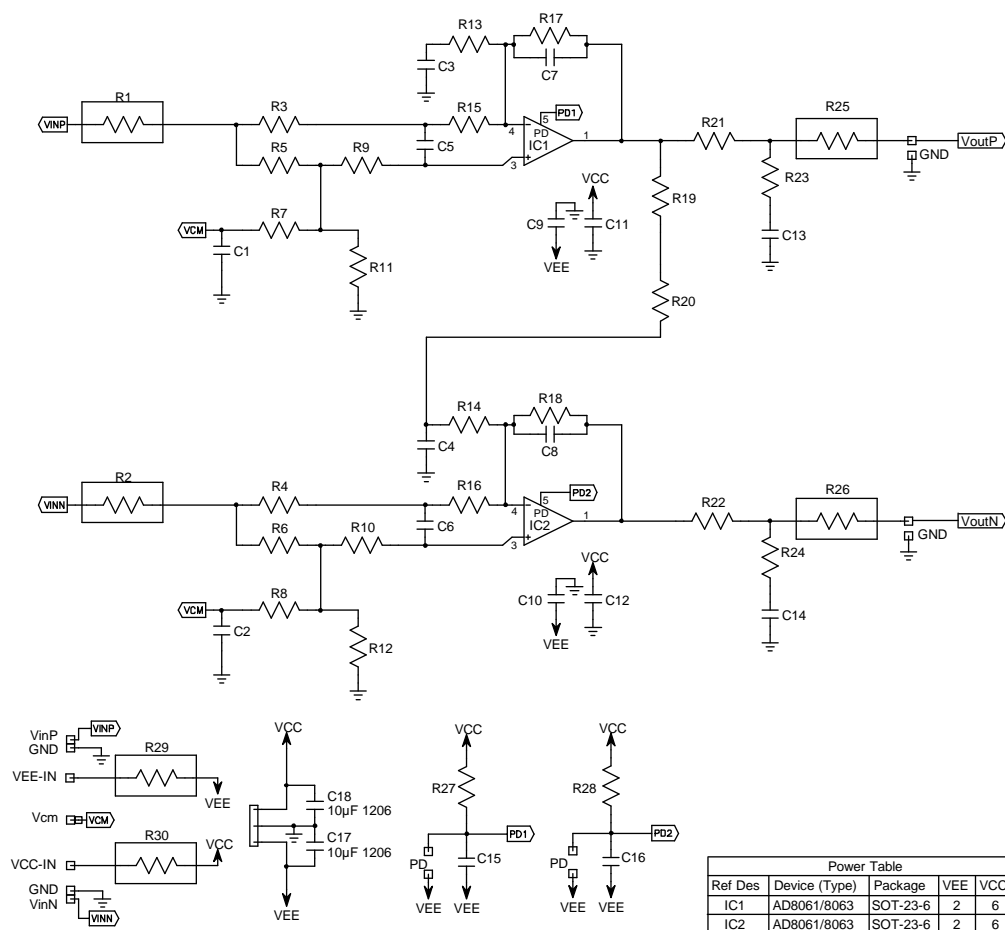 R13
R17
C3
C7
R1
R3
R15
PD1
5
PD
IC1
4
3
1
R21
R25
VINP
R5
R9
C5
VoutP
GND
R23
R19
VCC
VCM
R7
C9
C11
C1
VEE
C13
R11
R20
R14
R18
C4
C8
R2
R4
R16
PD2
5
PD
IC2
4
3
1
R22
R26
VINN
R6
R10
C6
VoutN
GND
R24
VCC
VCM
R8
C10
C12
C2
VEE
C14
R12
VinP
VINP
GND
R29
VEE-IN
VEE
Vcm
VCM
R30
VCC-IN
VCC
GND
VinN
VINN
VCC
C18
10µF 1206
C17
10µF 1206
VEE
VCC
R27
PD1
PD
C15
VEE VEE
VCC
R28
PD2
PD
C16
VEE VEE
Power Table
Ref Des Device (Type) Package VEE VCC
IC1 AD8061/8063 SOT-23-6 2 6
IC2 AD8061/8063 SOT-23-6 2 6